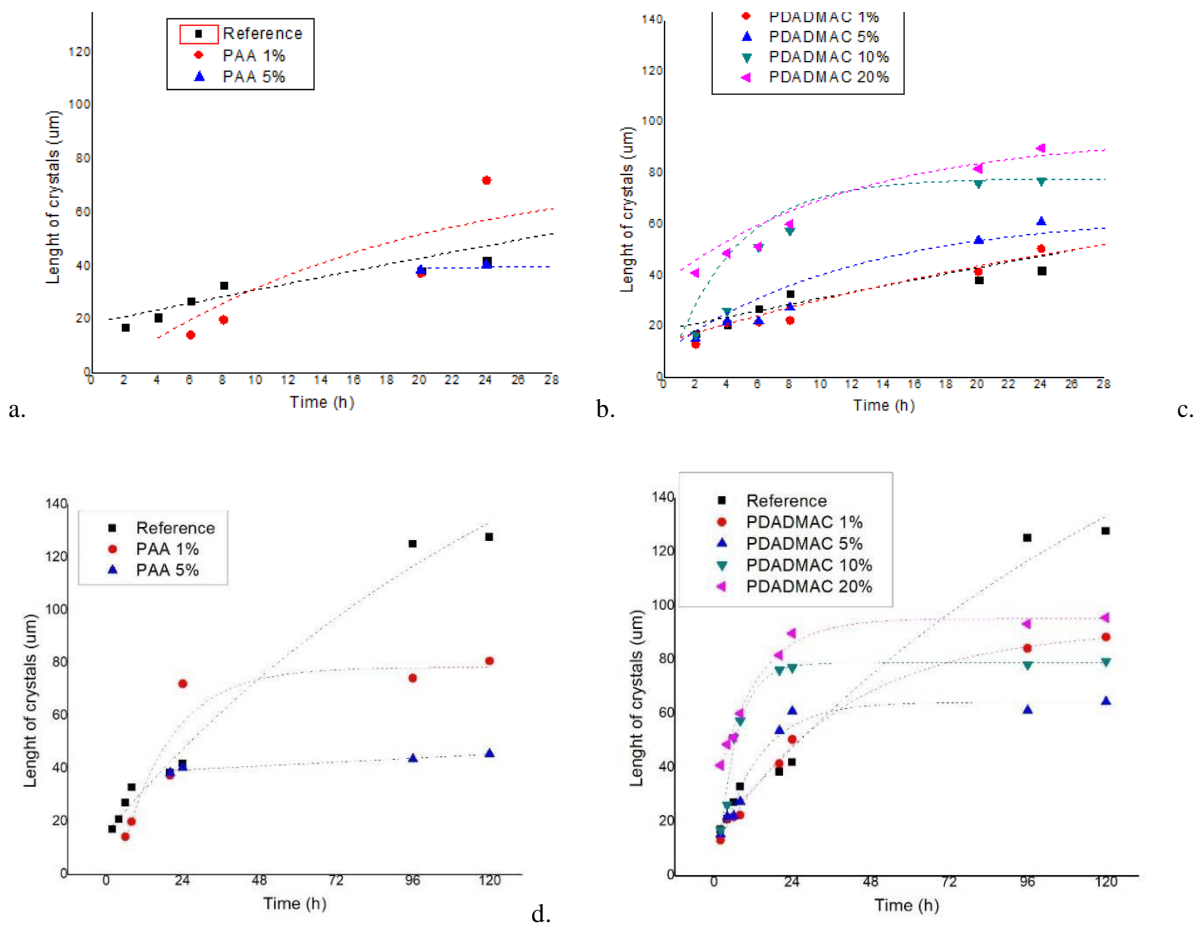 Reference
PAA 1%
PAA 5%
120
100
80
60
40
20
0
Lenght of crystals (um)
0 2 4 6 8 10 12 14 16 18 20 22 24 26 28
Time (h)
a.
PDADMAC 1%
PDADMAC 5%
PDADMAC 10%
PDADMAC 20%
140
120
100
80
60
40
20
0
Lenght of crystals (um)
0 2 4 6 8 10 12 14 16 18 20 22 24 26 28
Time (h)
b.
c.
Reference
PAA 1%
PAA 5%
140
120
100
80
60
40
20
0
Lenght of crystals (um)
0 24 48 72 96 120
Time (h)
d.
Reference
PDADMAC 1%
PDADMAC 5%
PDADMAC 10%
PDADMAC 20%
140
120
100
80
60
40
20
0
Lenght of crystals (um)
0 24 48 72 96 120
Time (h)